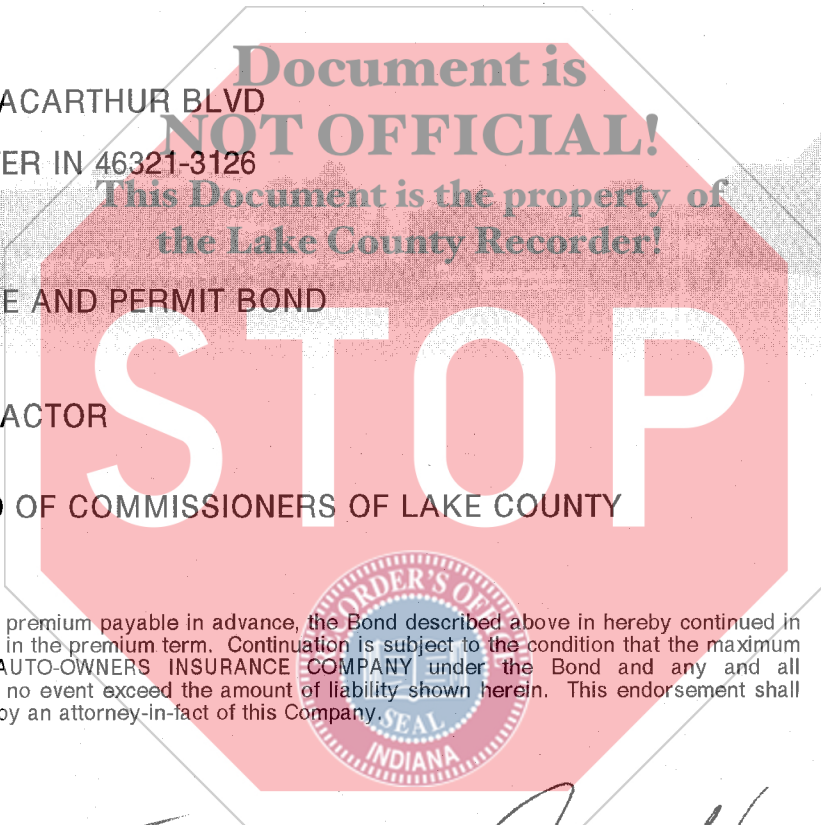 Document is
ACARTHUR BLVD
NOT OFFICIAL!
ER IN 46321-3126
This Document is the property of
the Lake County Recorder!
E AND PERMIT BOND
STOP
ACTOR
D OF COMMISSIONERS OF LAKE COUNTY
premium payable in advance, the Bond described above in hereby continued in
in the premium term. Continuation is subject to the condition that the maximum
AUTO-OWNERS INSURANCE COMPANY under the Bond and any and all
no event exceed the amount of liability shown herein. This endorsement shall
by an attorney-in-fact of this Company.
RECORDER'S OFFICE
SEAL
INDIANA